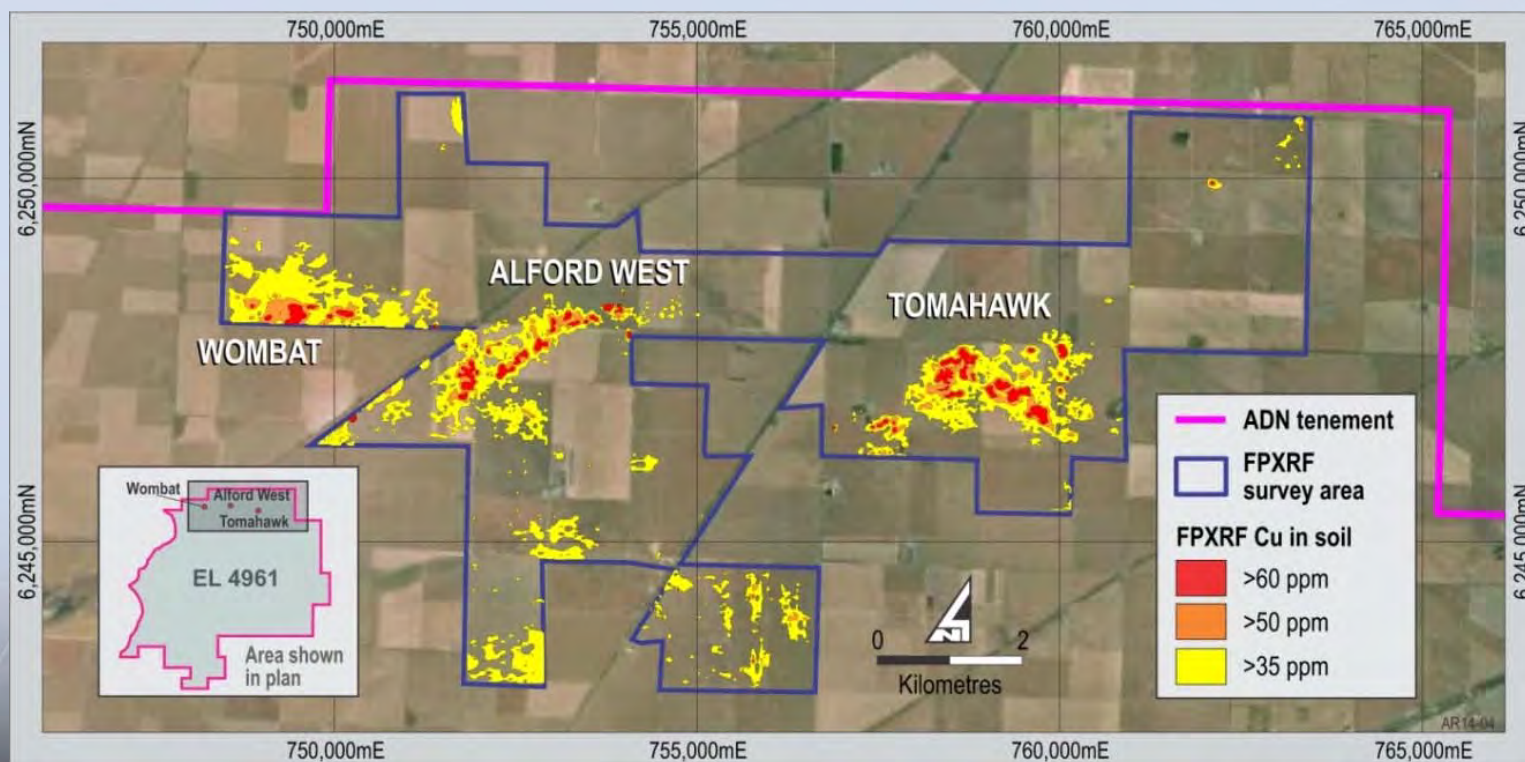 750,000mE
755,000mE
760,000mE
765,000mE
6,250,000mN
6,250,000mN
ALFORD WEST
TOMAHAWK
WOMBAT
ADN tenement
FPXRF
survey area
FPXRF Cu in soil
>60 ppm
>50 ppm
>35 ppm
Wombat
Alford West
Tomahawk
EL 4961
Area shown
in plan
6,245,000mN
6,245,000mN
N
0
2
Kilometres
AR14-04
750,000mE
755,000mE
760,000mE
765,000mE